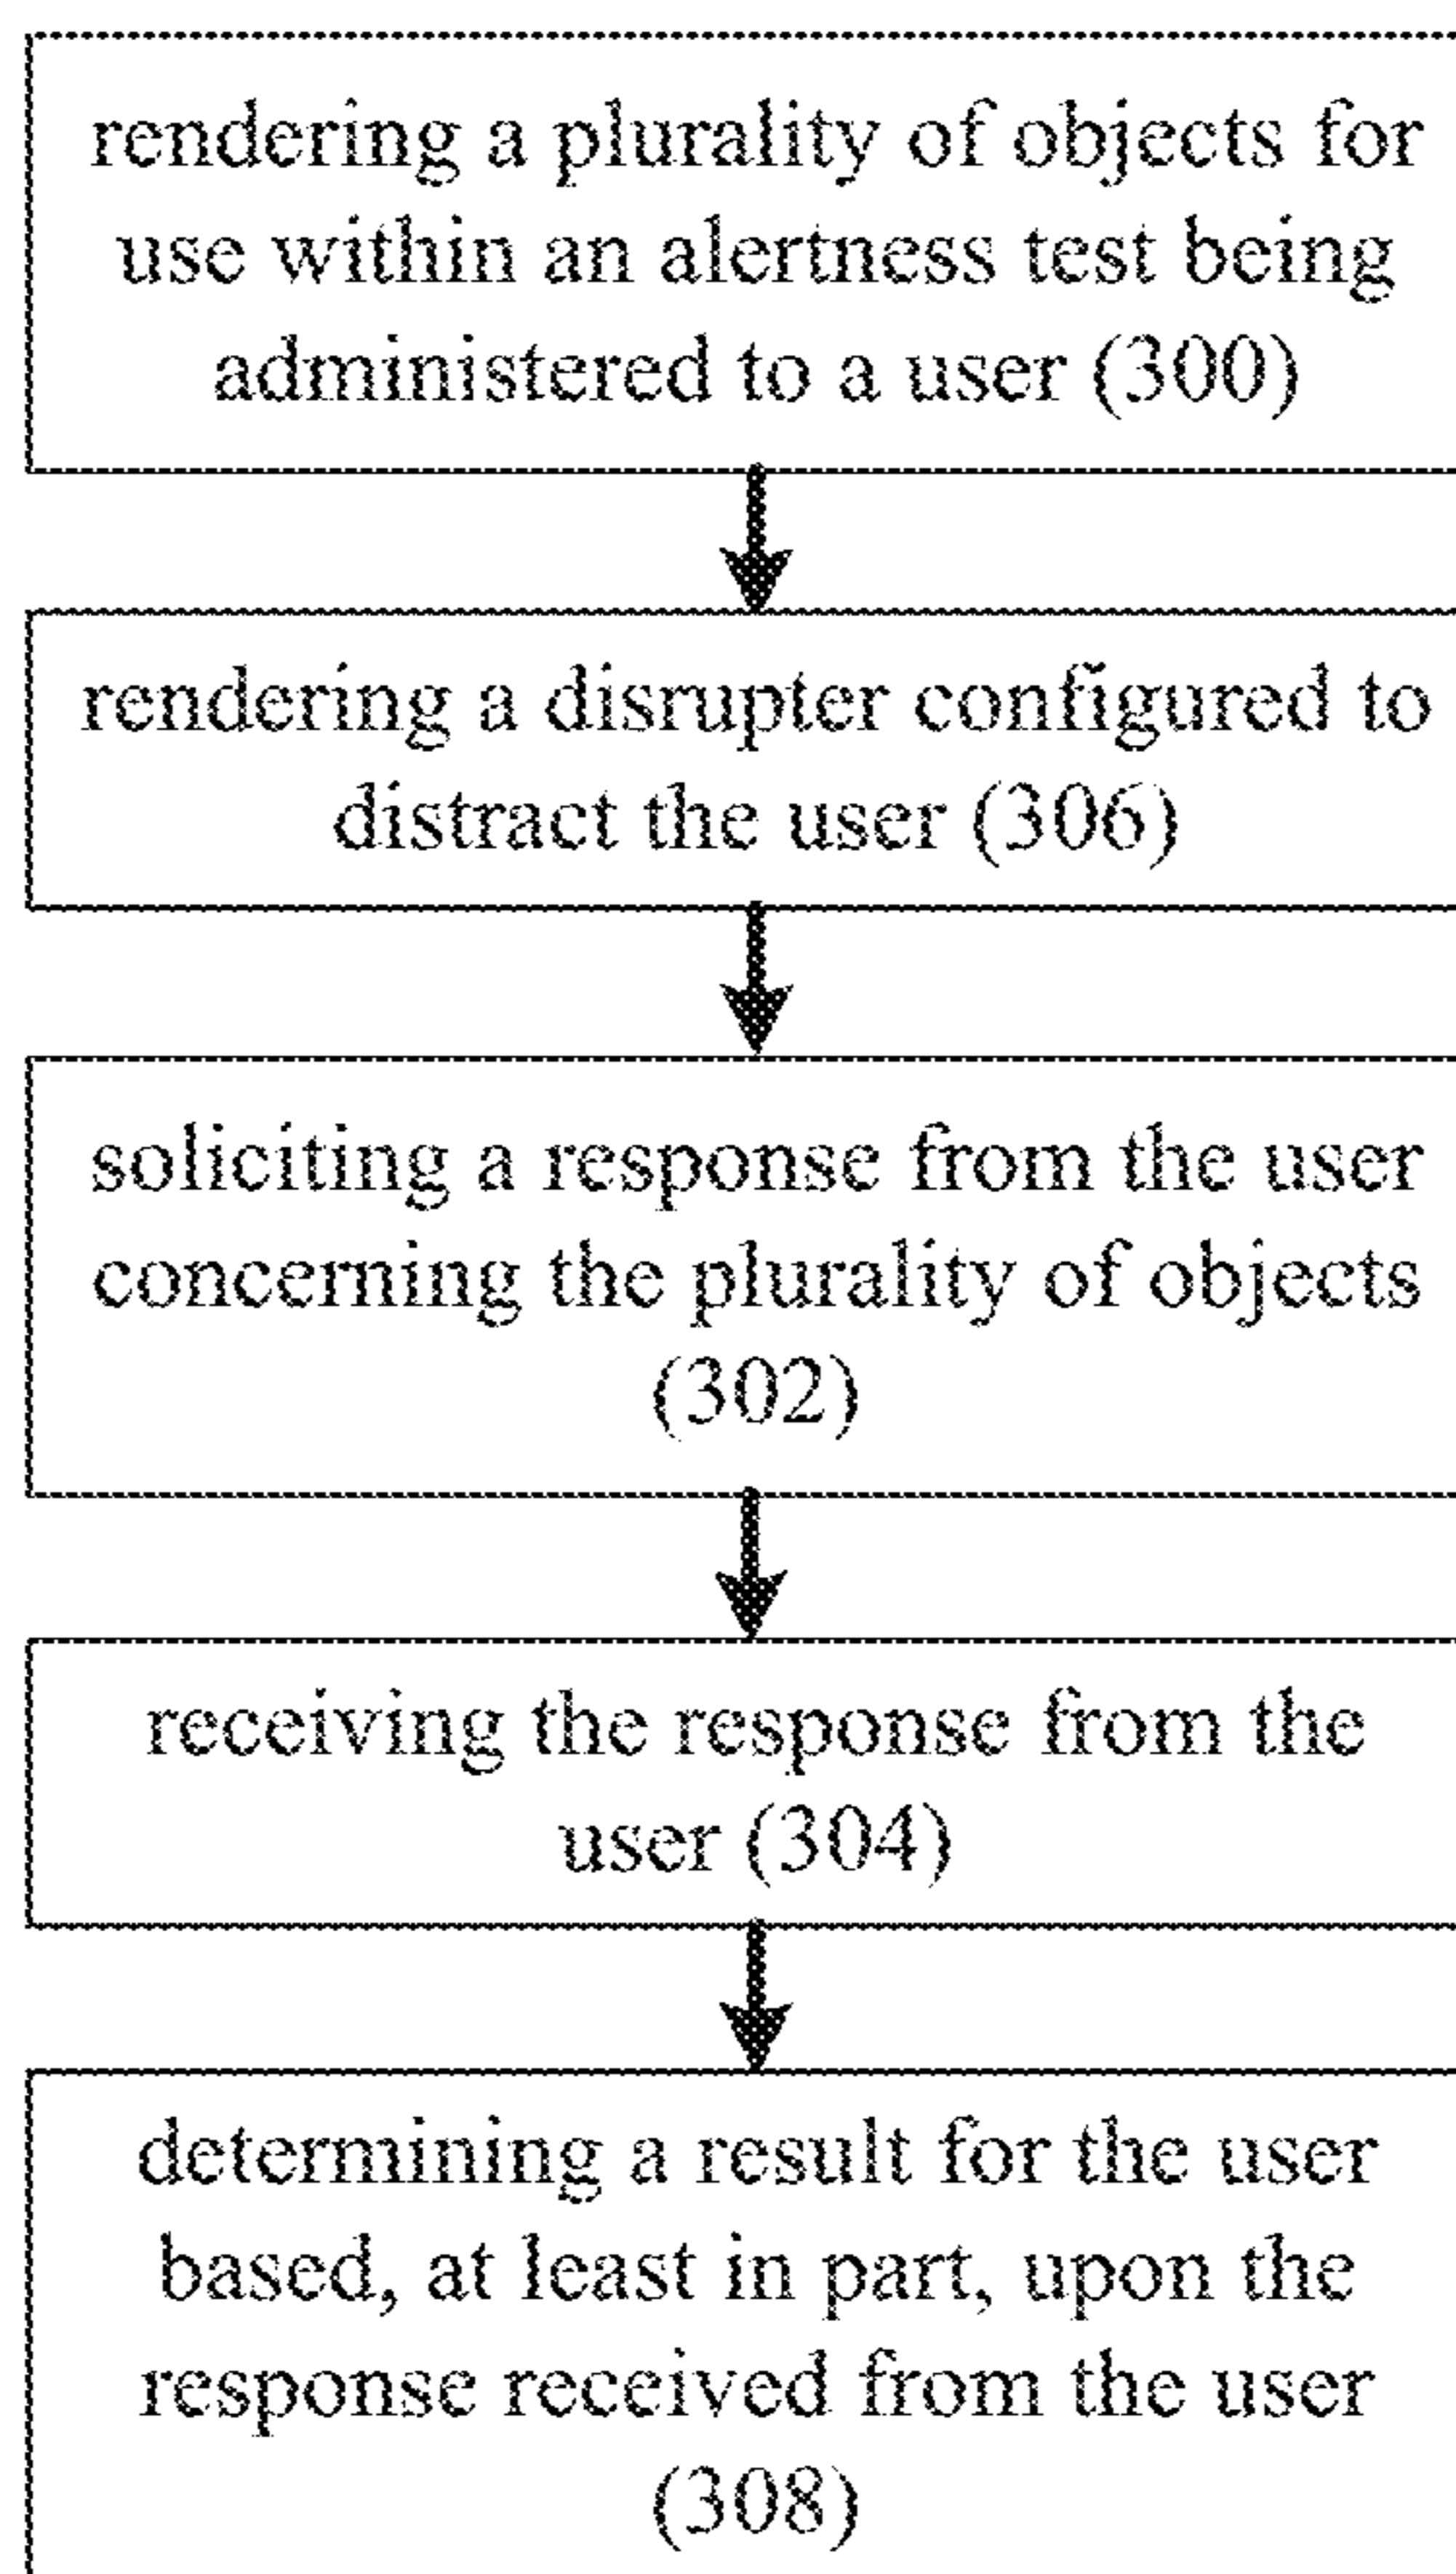 rendering a plurality of objects for
use within an alertness test being
administered to a user (300)
rendering a disrupter configured to
distract the user (306)
soliciting a response from the user
concerning the plurality of objects
(302)
receiving the response from the
user (304)
determining a result for the user
based, at least in part, upon the
response received from the user
(308)